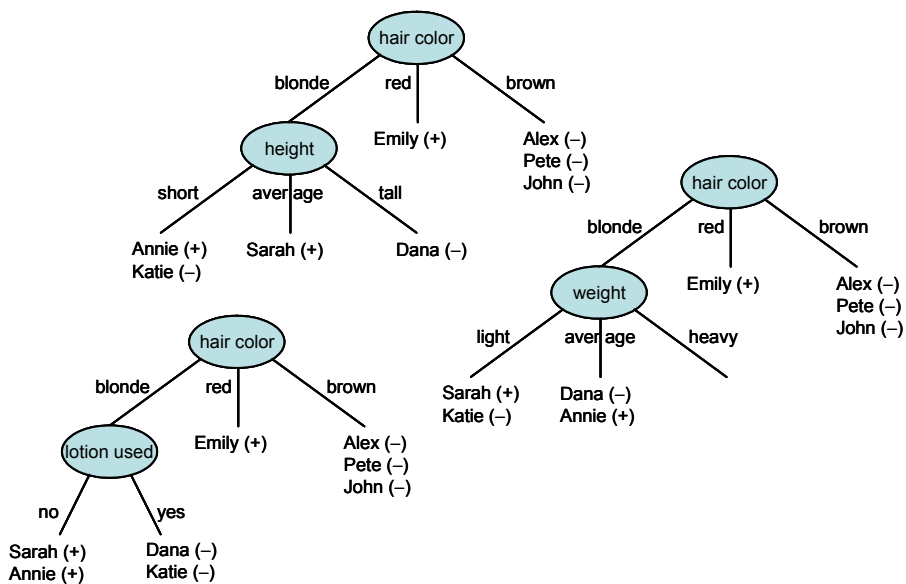 hair color
blonde
red
brown
Emily (+)
Alex (–)
Pete (–)
John (–)
height
short
average
tall
Annie (+)
Katie (–)
Sarah (+)
Dana (–)
hair color
blonde
red
brown
Emily (+)
Alex (–)
Pete (–)
John (–)
weight
light
average
heavy
Sarah (+)
Katie (–)
Dana (–)
Annie (+)
hair color
blonde
red
brown
Emily (+)
Alex (–)
Pete (–)
John (–)
lotion used
no
yes
Sarah (+)
Annie (+)
Dana (–)
Katie (–)